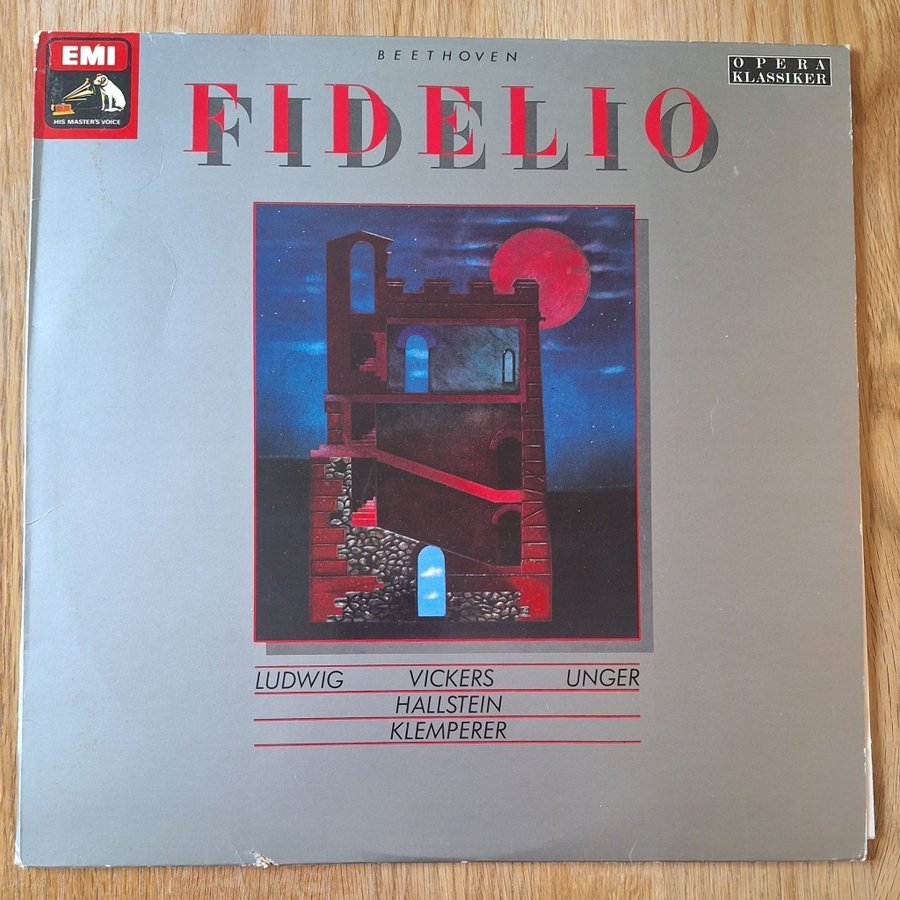 EMI
HIS MASTER'S VOICE
BEETHOVEN
OPERA
KLASSIKER
FIDELIO
LUDWIG VICKERS UNGER
HALLSTEIN
KLEMPERER